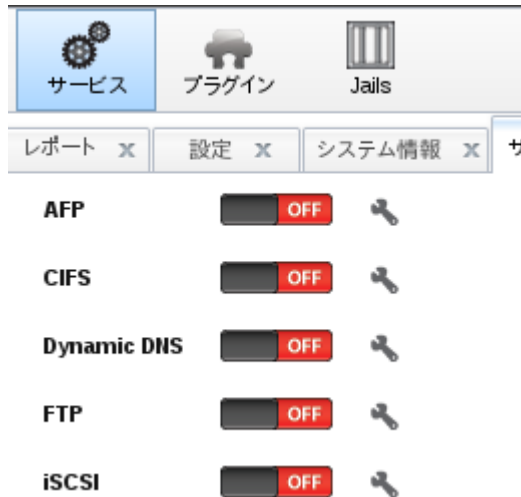 サービス プラグイン Jails
レポート x 設定 x システム情報 x サ
AFP OFF
CIFS OFF
Dynamic DNS OFF
FTP OFF
iSCSI OFF